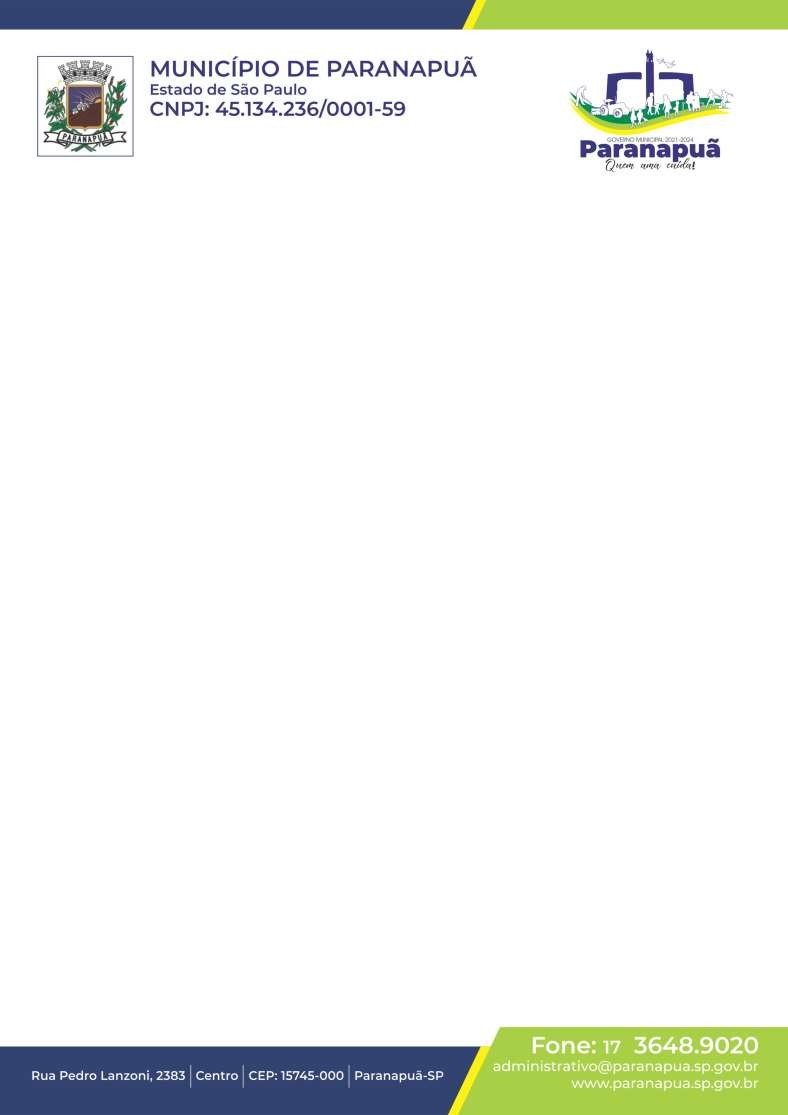 MUNICÍPIO DE PARANAPUÃ
Estado de São Paulo
CNPJ: 45.134.236/0001-59
PARANAPUÃ
GOVERNO MUNICIPAL 2021-2024
Paranapuã
Quem ama cuida!
Fone: 17 3648.9020
administrativo@paranapua.sp.gov.br
www.paranapua.sp.gov.br
Rua Pedro Lanzoni, 2383 | Centro | CEP: 15745-000 | Paranapuã-SP